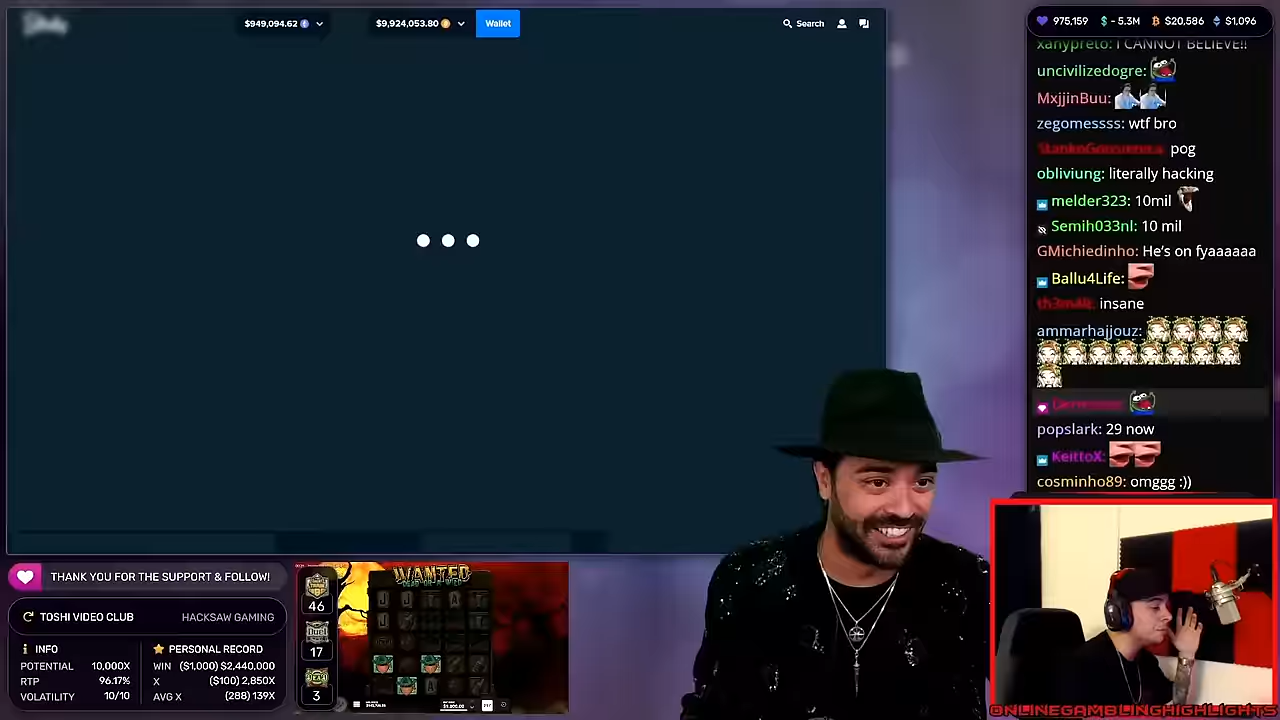 $949,094.62
$9,924,053.80
Wallet
Search
975.159
$ - 5.3M
$20.586
$1,096
xanypreto: I CANNOT BELIEVE!!
uncivilizedogre:
MxjjinBuu:
zegomessss: wtf bro
pog
obliviung: literally hacking
melder323: 10mil
Semih033nl: 10 mil
GMichiedinho: He's on fyaaaaaa
Ballu4Life:
insane
ammarhajjouz:
popslark: 29 now
KeittoX:
cosminho89: omggg :))
THANK YOU FOR THE SUPPORT & FOLLOW!
TOSHI VIDEO CLUB
HACKSAW GAMING
INFO
POTENTIAL 10,000X
RTP 96.17%
VOLATILITY 10/10
PERSONAL RECORD
WIN ($1,000) $2,440,000
X ($100) 2,850X
AVG X (288) 139X
46
Duel
17
3
WANTED
ONLINEGAMBLINGHIGHLIGHTS